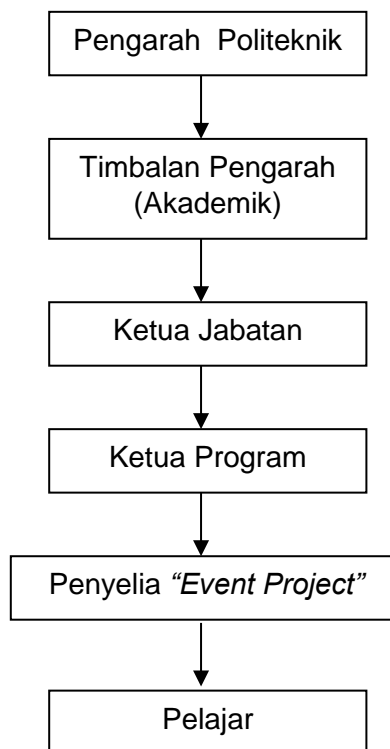 Pengarah Politeknik
Timbalan Pengarah
(Akademik)
Ketua Jabatan
Ketua Program
Penyelia “Event Project”
Pelajar